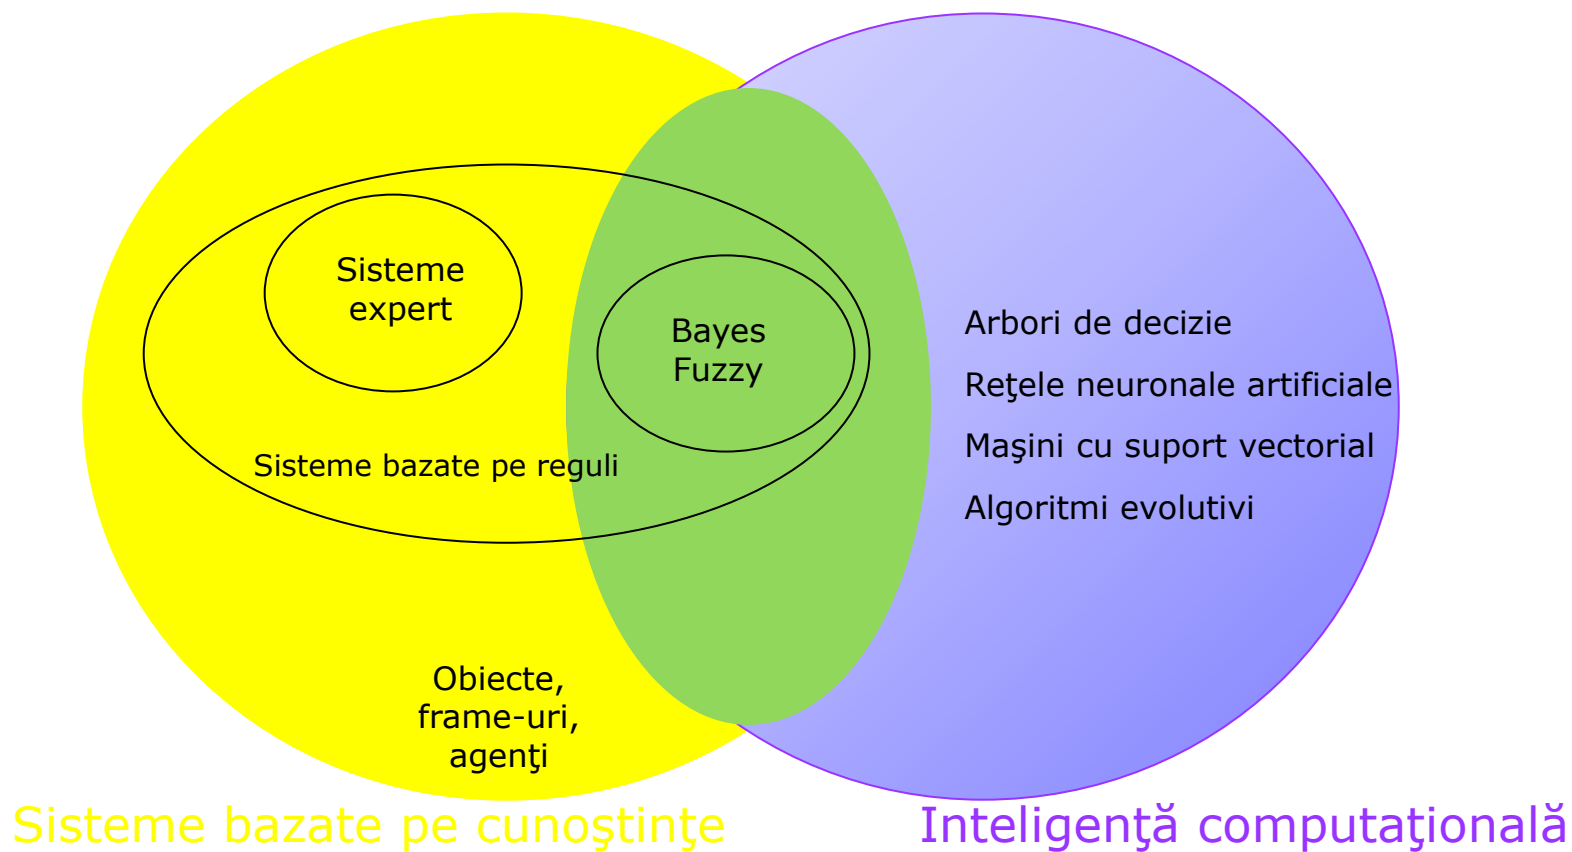 Sisteme
expert
Bayes
Fuzzy
Sisteme bazate pe reguli
Arbori de decizie
Reţele neuronale artificiale
Maşini cu suport vectorial
Algoritmi evolutivi
Obiecte,
frame-uri,
agenţi
Sisteme bazate pe cunoştinţe
Inteligenţă computaţională